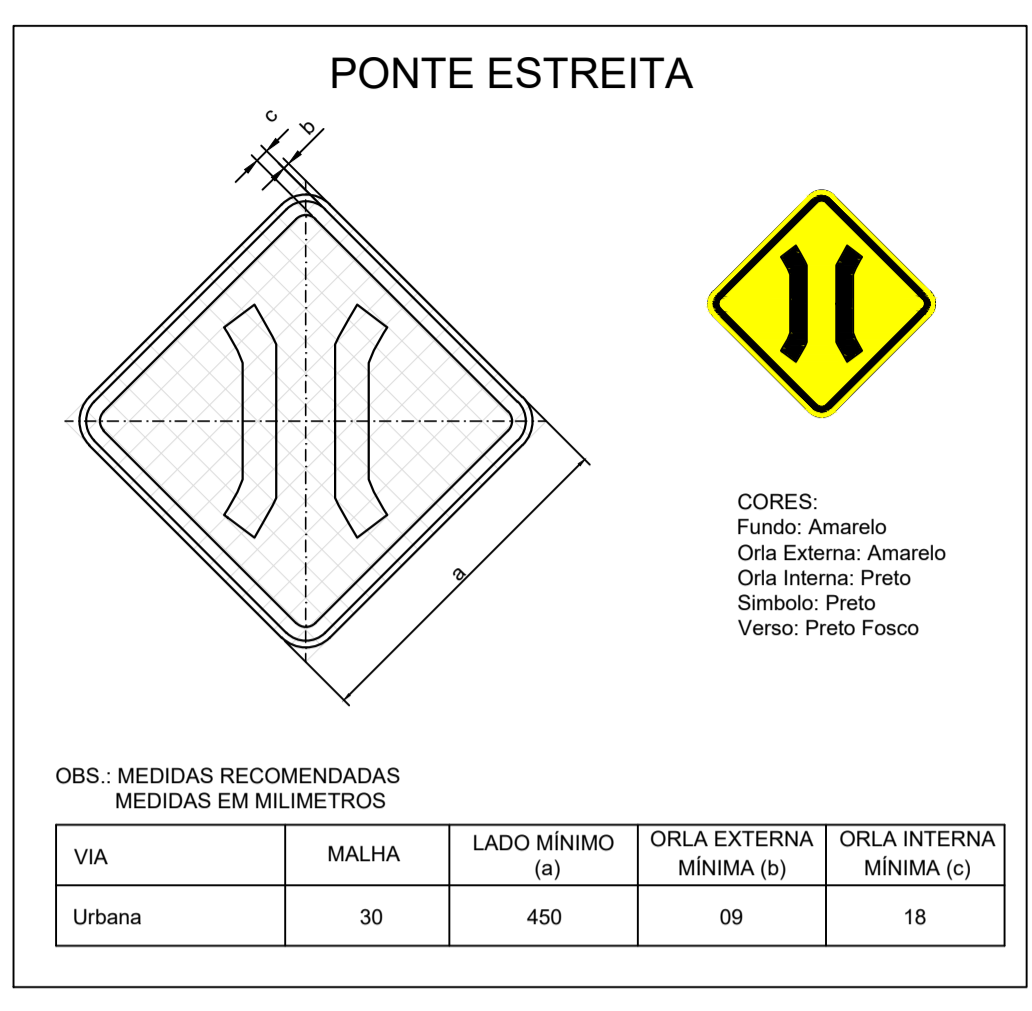 PONTE ESTREITA
c
b
a
CORES:
Fundo: Amarelo
Orla Externa: Amarelo
Orla Interna: Preto
Simbolo: Preto
Verso: Preto Fosco
OBS.: MEDIDAS RECOMENDADAS
MEDIDAS EM MILIMETROS
VIA
MALHA
LADO MÍNIMO
(a)
ORLA EXTERNA
MÍNIMA (b)
ORLA INTERNA
MÍNIMA (c)
Urbana
30
450
09
18